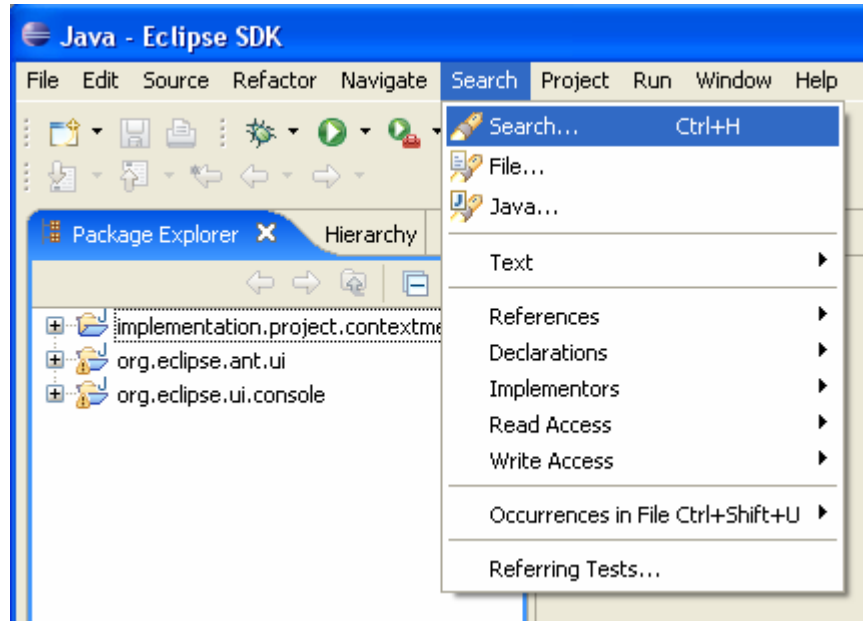 Java - Eclipse SDK
File Edit Source Refactor Navigate Search Project Run Window Help
Search... Ctrl+H
File...
Java...
Package Explorer Hierarchy
Text
implementation.project.contextme
References
org.eclipse.ant.ui
Declarations
org.eclipse.ui.console
Implementors
Read Access
Write Access
Occurrences in File Ctrl+Shift+U
Referring Tests...